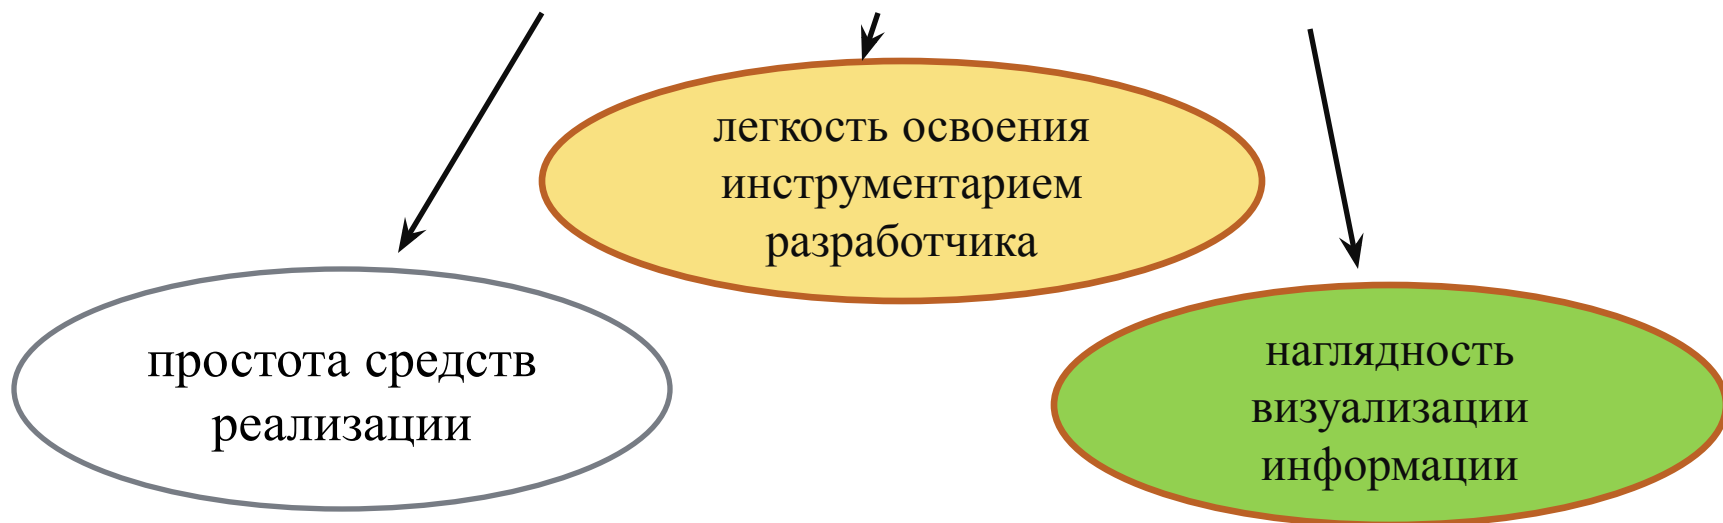 легкость освоения
инструментарием
разработчика
простота средств
реализации
наглядность
визуализации
информации